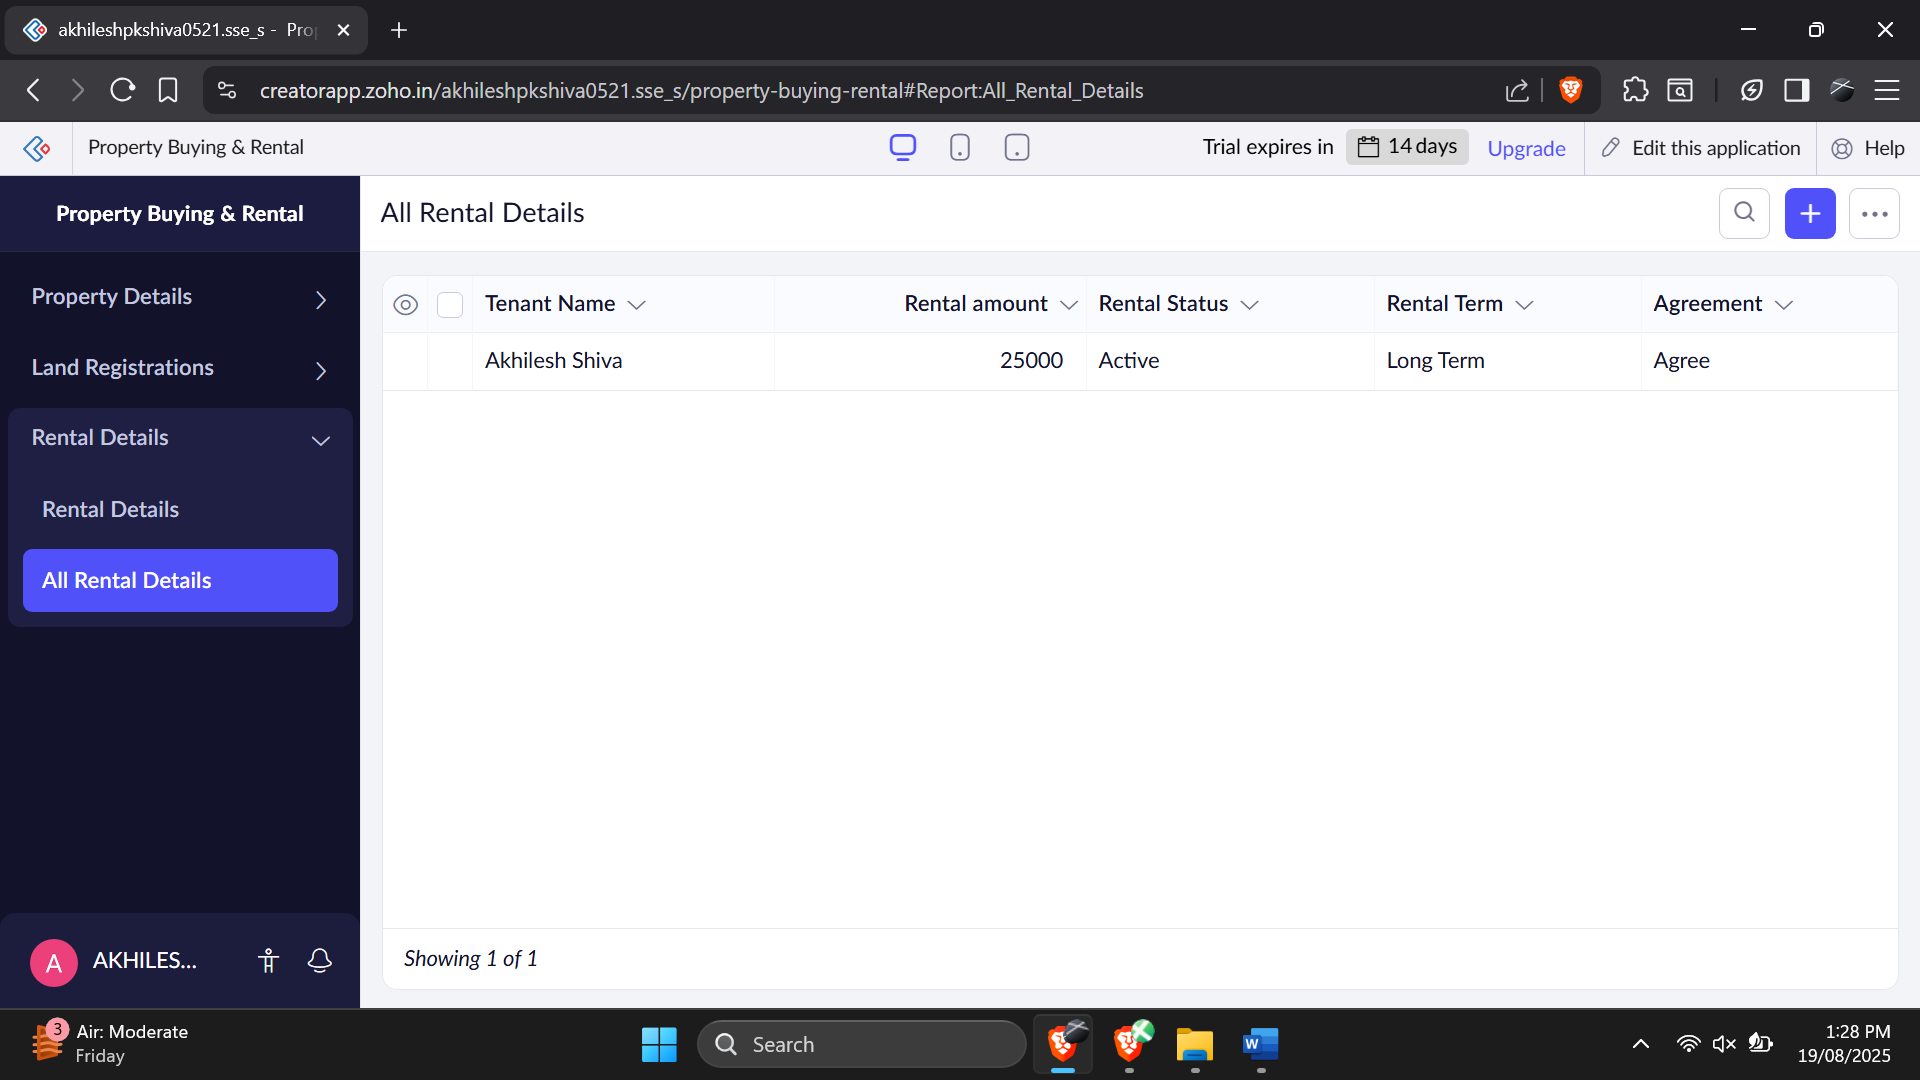 akhileshpkshiva0521.sse_s - Pro
creatorapp.zoho.in/akhileshpkshiva0521.sse_s/property-buying-rental#Report:All_Rental_Details
Property Buying & Rental
Trial expires in 14 days Upgrade Edit this application Help
Property Buying & Rental
All Rental Details
Property Details
Land Registrations
Rental Details
Rental Details
All Rental Details
Tenant Name Rental amount Rental Status Rental Term Agreement
Akhilesh Shiva 25000 Active Long Term Agree
Showing 1 of 1
A AKHILES...
3 Air: Moderate
Friday
Search
W
1:28 PM
19/08/2025